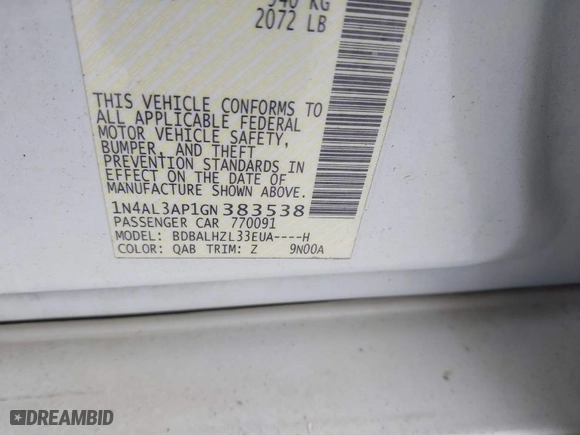 940 KG
2072 LB
THIS VEHICLE CONFORMS TO
ALL APPLICABLE FEDERAL
MOTOR VEHICLE SAFETY,
BUMPER, AND THEFT
PREVENTION STANDARDS IN
EFFECT ON THE DATE OF
MANUFACTURE SHOWN ABOVE.
1N4AL3AP1GN383538
PASSENGER CAR 770091
MODEL: BDBALHZL33EUA----H
COLOR: QAB TRIM: Z 9N00A
DREAMBID